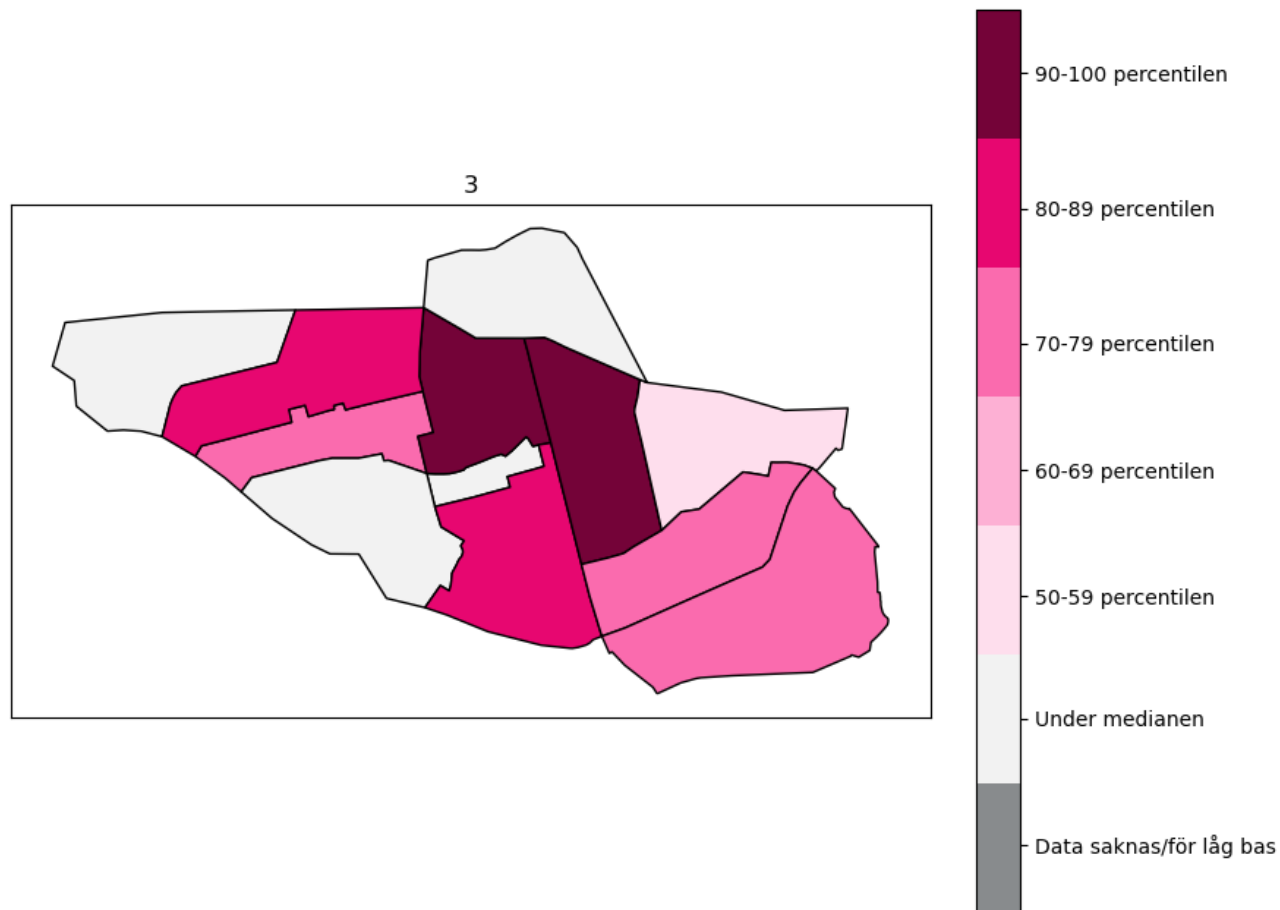 3
90-100 percentilen
80-89 percentilen
70-79 percentilen
60-69 percentilen
50-59 percentilen
Under medianen
Data saknas/för låg bas